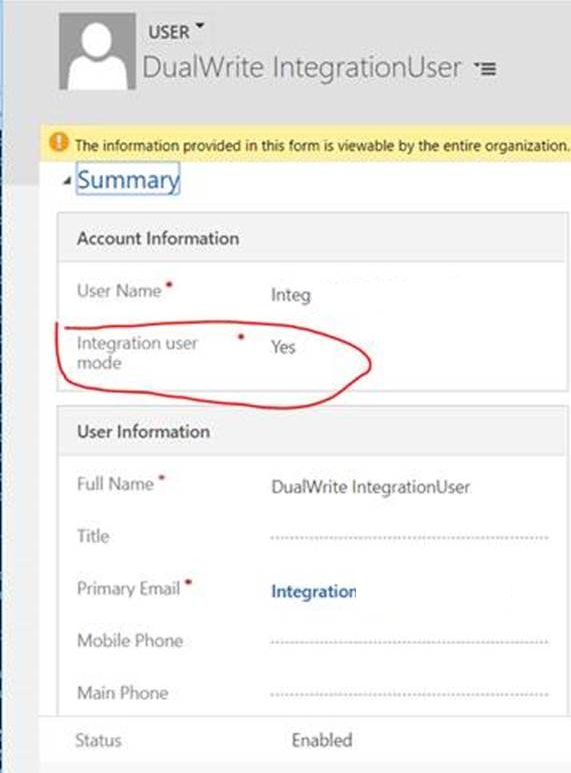 USER
DualWrite IntegrationUser
The information provided in this form is viewable by the entire organization.
Summary
Account Information
User Name * Integ
Integration user * Yes
mode
User Information
Full Name * DualWrite IntegrationUser
Title
Primary Email * Integration
Mobile Phone
Main Phone
Status Enabled